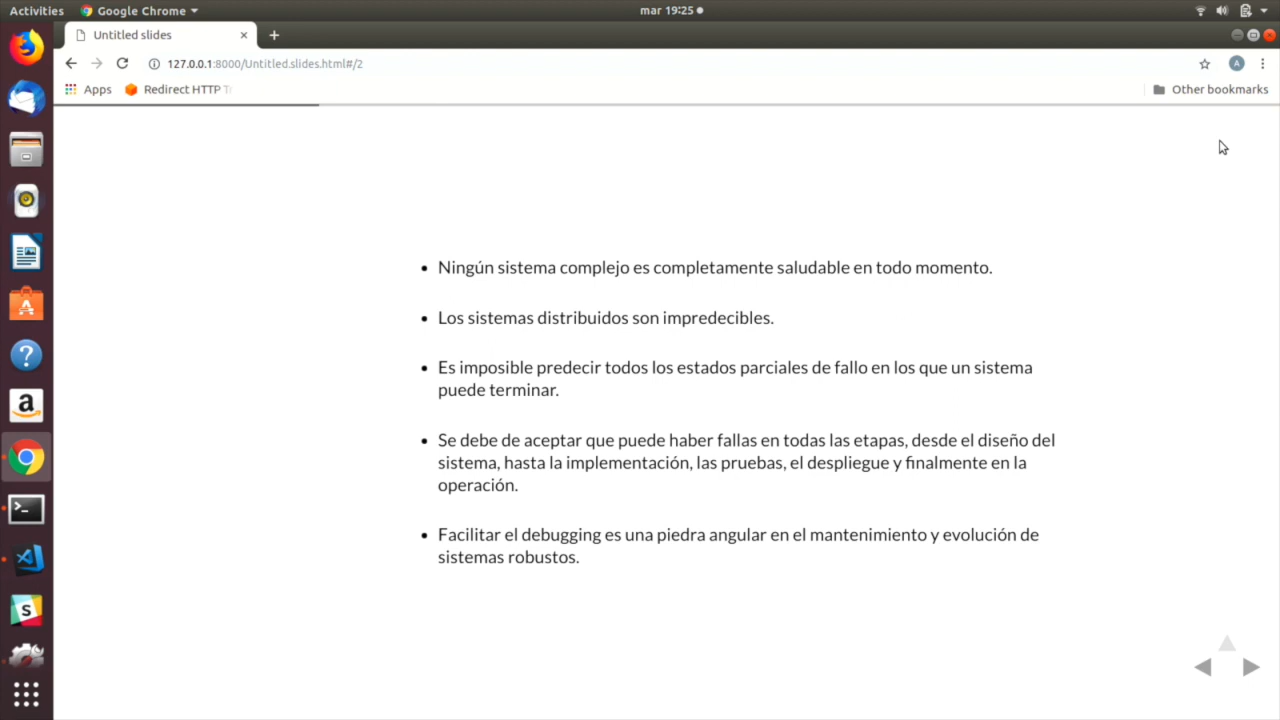 Activities
Google Chrome
mar 19:25
Untitled slides
127.0.0.1:8000/Untitled.slides.html#/2
A
Apps
Redirect HTTP
Other bookmarks
Ningún sistema complejo es completamente saludable en todo momento.
Los sistemas distribuidos son impredecibles.
Es imposible predecir todos los estados parciales de fallo en los que un sistema
puede terminar.
Se debe de aceptar que puede haber fallas en todas las etapas, desde el diseño del
sistema, hasta la implementación, las pruebas, el despliegue y finalmente en la
operación.
Facilitar el debugging es una piedra angular en el mantenimiento y evolución de
sistemas robustos.